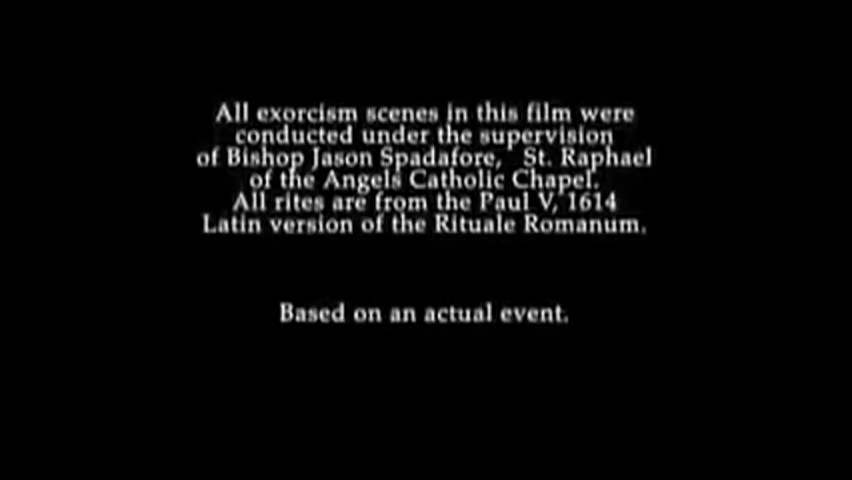 All exorcism scenes in this film were
conducted under the supervision
of Bishop Jason Spadafore, St. Raphael
of the Angels Catholic Chapel.
All rites are from the Paul V, 1614
Latin version of the Rituale Romanum.
Based on an actual event.